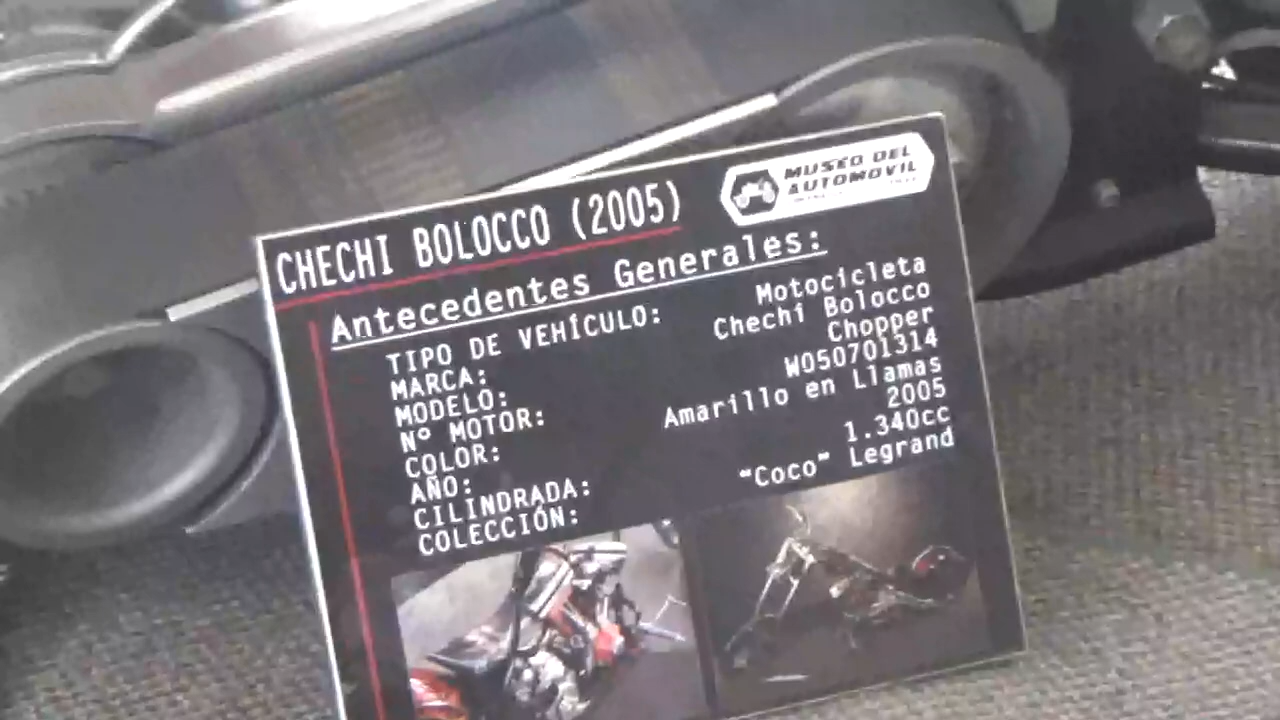 CHECHI BOLOCCO (2005)
MUSEO DEL
AUTOMOVIL
Antecedentes Generales:
TIPO DE VEHÍCULO: Motocicleta
MARCA: Chechi Bolocco
MODELO: Chopper
Nº MOTOR: W050701314
COLOR: Amarillo en Llamas
AÑO: 2005
CILINDRADA: 1.340cc
COLECCIÓN: "Coco" Legrand